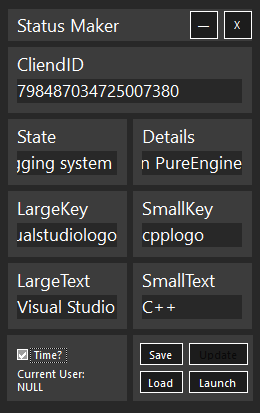 Status Maker — X
CliendID
798487034725007380
State Details
gging system n PureEngine
LargeKey SmallKey
ualstudiologo cpplogo
LargeText SmallText
Visual Studio C++
Time? Save Update
Current User:
NULL Load Launch